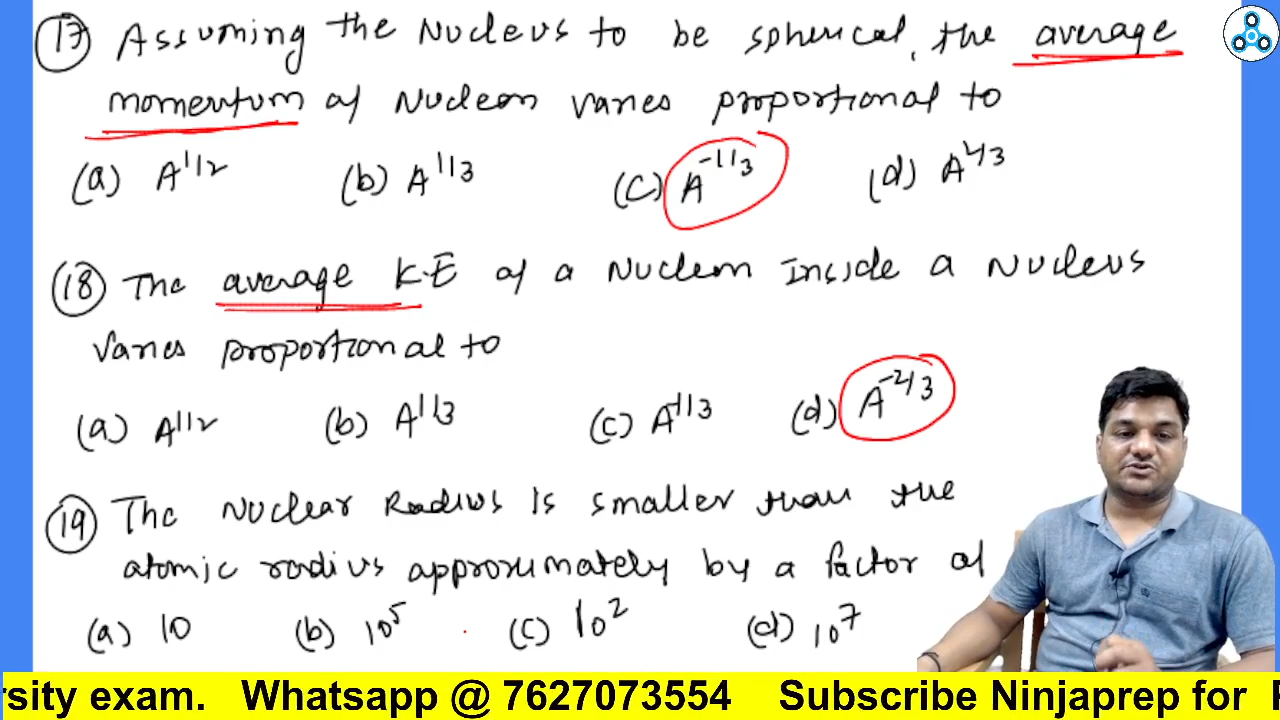 (17) Assuming the Nucleus to be spherical, the average
momentum of Nucleon varies proportional to
(a) A^1/2 (b) A^1/3 (c) A^-1/3 (d) A^2/3
(18) The average K.E of a Nucleon Inside a Nucleus
varies proportional to
(a) A^1/2 (b) A^1/3 (c) A^-1/3 (d) A^-2/3
(19) The Nuclear Radius is smaller than the
atomic radius approximately by a factor of
(a) 10 (b) 10^5 (c) 10^2 (d) 10^7
rsity exam. Whatsapp @ 7627073554 Subscribe Ninjaprep for